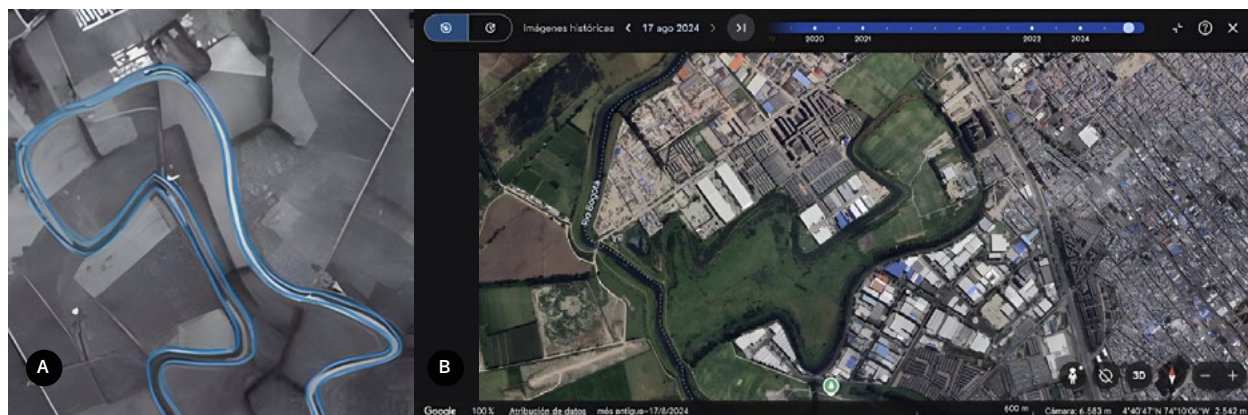 Imágenes históricas
17 ago 2024
2020
2021
2023
2024
Río Bogotá
A
B
3D
Google
100%
Atribución de datos
más antigua-17/8/2024
600 m
Cámara: 6.583 m
4°40'47"N 74°10'06"W
2.542 m